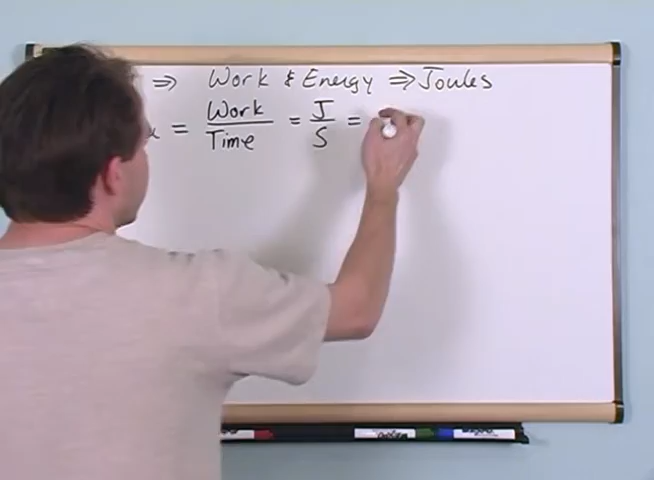 ⇒ Work & Energy ⇒ Joules
= Work/Time = J/S =